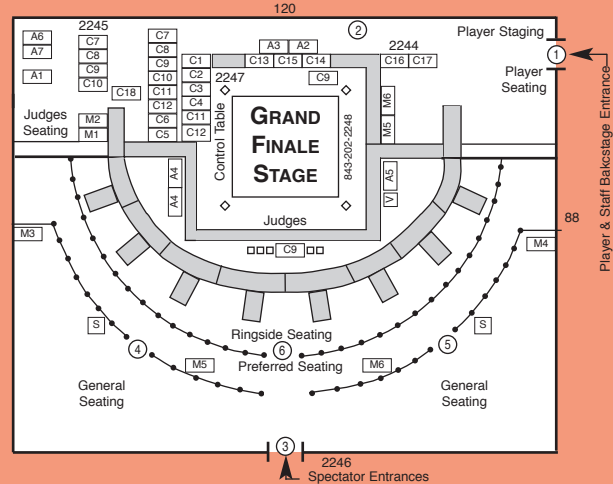 120
A6
A7
A1
2245
C7
C8
C9
C10
C18
M2
M1
Judges
Seating
C7
C8
C9
C10
C11
C12
C6
C5
C1
C2
C3
C4
C11
C12
2247
Control Table
A3
A2
C13
C15
C14
C9
2
2244
C16
C17
Player Staging
1
Player
Seating
Player & Staff Bakcstage Entrance
M6
M5
GRAND
FINALE
STAGE
843-202-2248
A4
A4
A5
V
Judges
C9
88
M3
M4
S
S
Ringside Seating
4
6
5
Preferred Seating
M5
M6
General
Seating
General
Seating
3
2246
Spectator Entrances